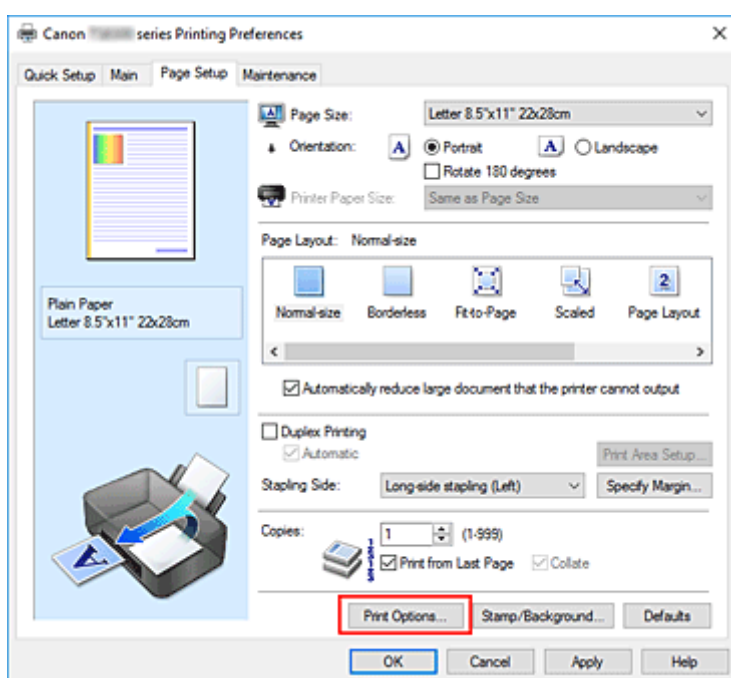 Canon series Printing Preferences
Quick Setup Main Page Setup Maintenance
Page Size: Letter 8.5"x11" 22x28cm
Orientation: A Portrait A Landscape
Rotate 180 degrees
Printer Paper Size: Same as Page Size
Page Layout: Normal-size
2
Normal-size Borderless Fit-to-Page Scaled Page Layout
Plain Paper
Letter 8.5"x11" 22x28cm
Automatically reduce large document that the printer cannot output
Duplex Printing
Automatic
Print Area Setup...
Stapling Side: Long-side stapling (Left) Specify Margin...
Copies: 1 (1-999)
Print from Last Page Collate
A
Print Options... Stamp/Background... Defaults
OK Cancel Apply Help